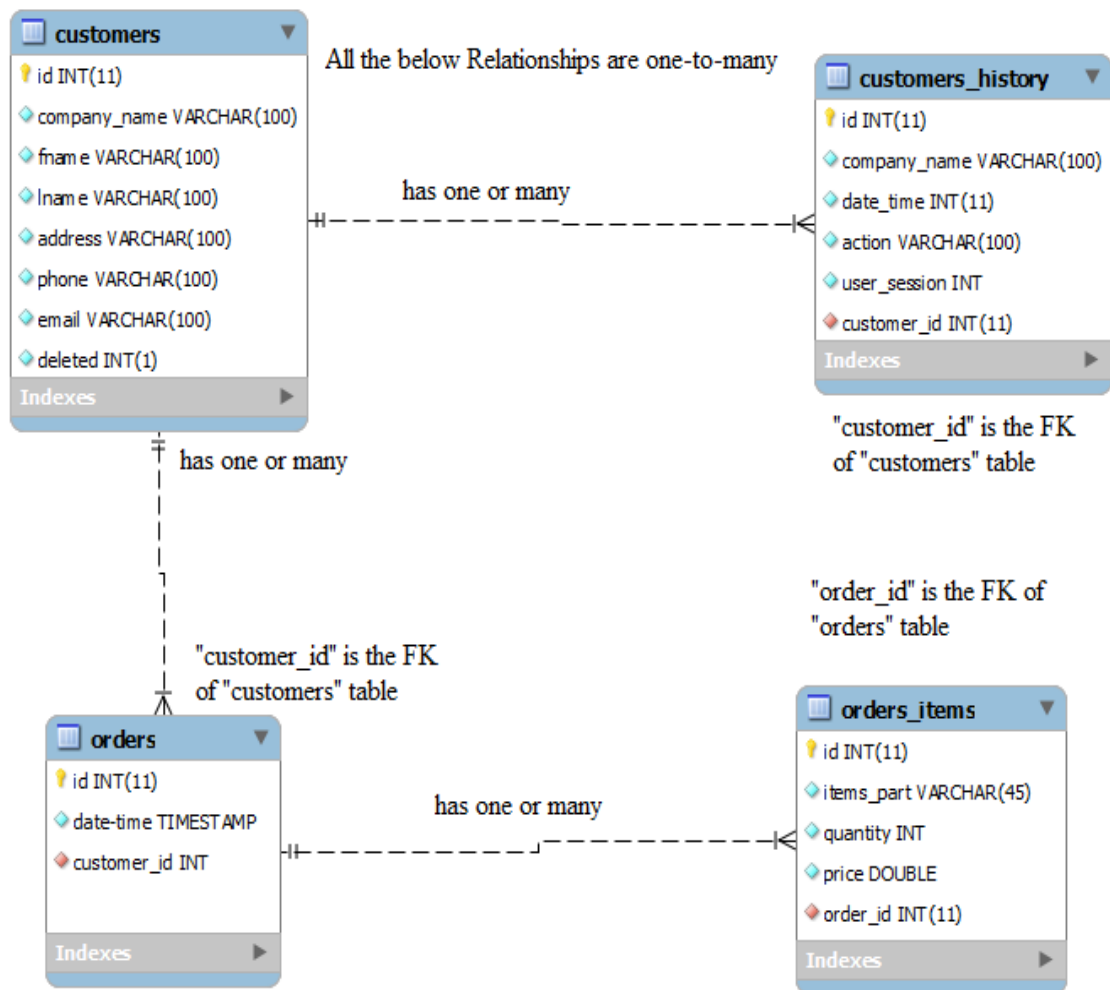 customers
id INT(11)
company_name VARCHAR(100)
fname VARCHAR(100)
lname VARCHAR(100)
address VARCHAR(100)
phone VARCHAR(100)
email VARCHAR(100)
deleted INT(1)
Indexes
All the below Relationships are one-to-many
has one or many
customers_history
id INT(11)
company_name VARCHAR(100)
date_time INT(11)
action VARCHAR(100)
user_session INT
customer_id INT(11)
Indexes
"customer_id" is the FK
of "customers" table
has one or many
"customer_id" is the FK
of "customers" table
"order_id" is the FK of
"orders" table
orders
id INT(11)
date-time TIMESTAMP
customer_id INT
Indexes
has one or many
orders_items
id INT(11)
items_part VARCHAR(45)
quantity INT
price DOUBLE
order_id INT(11)
Indexes